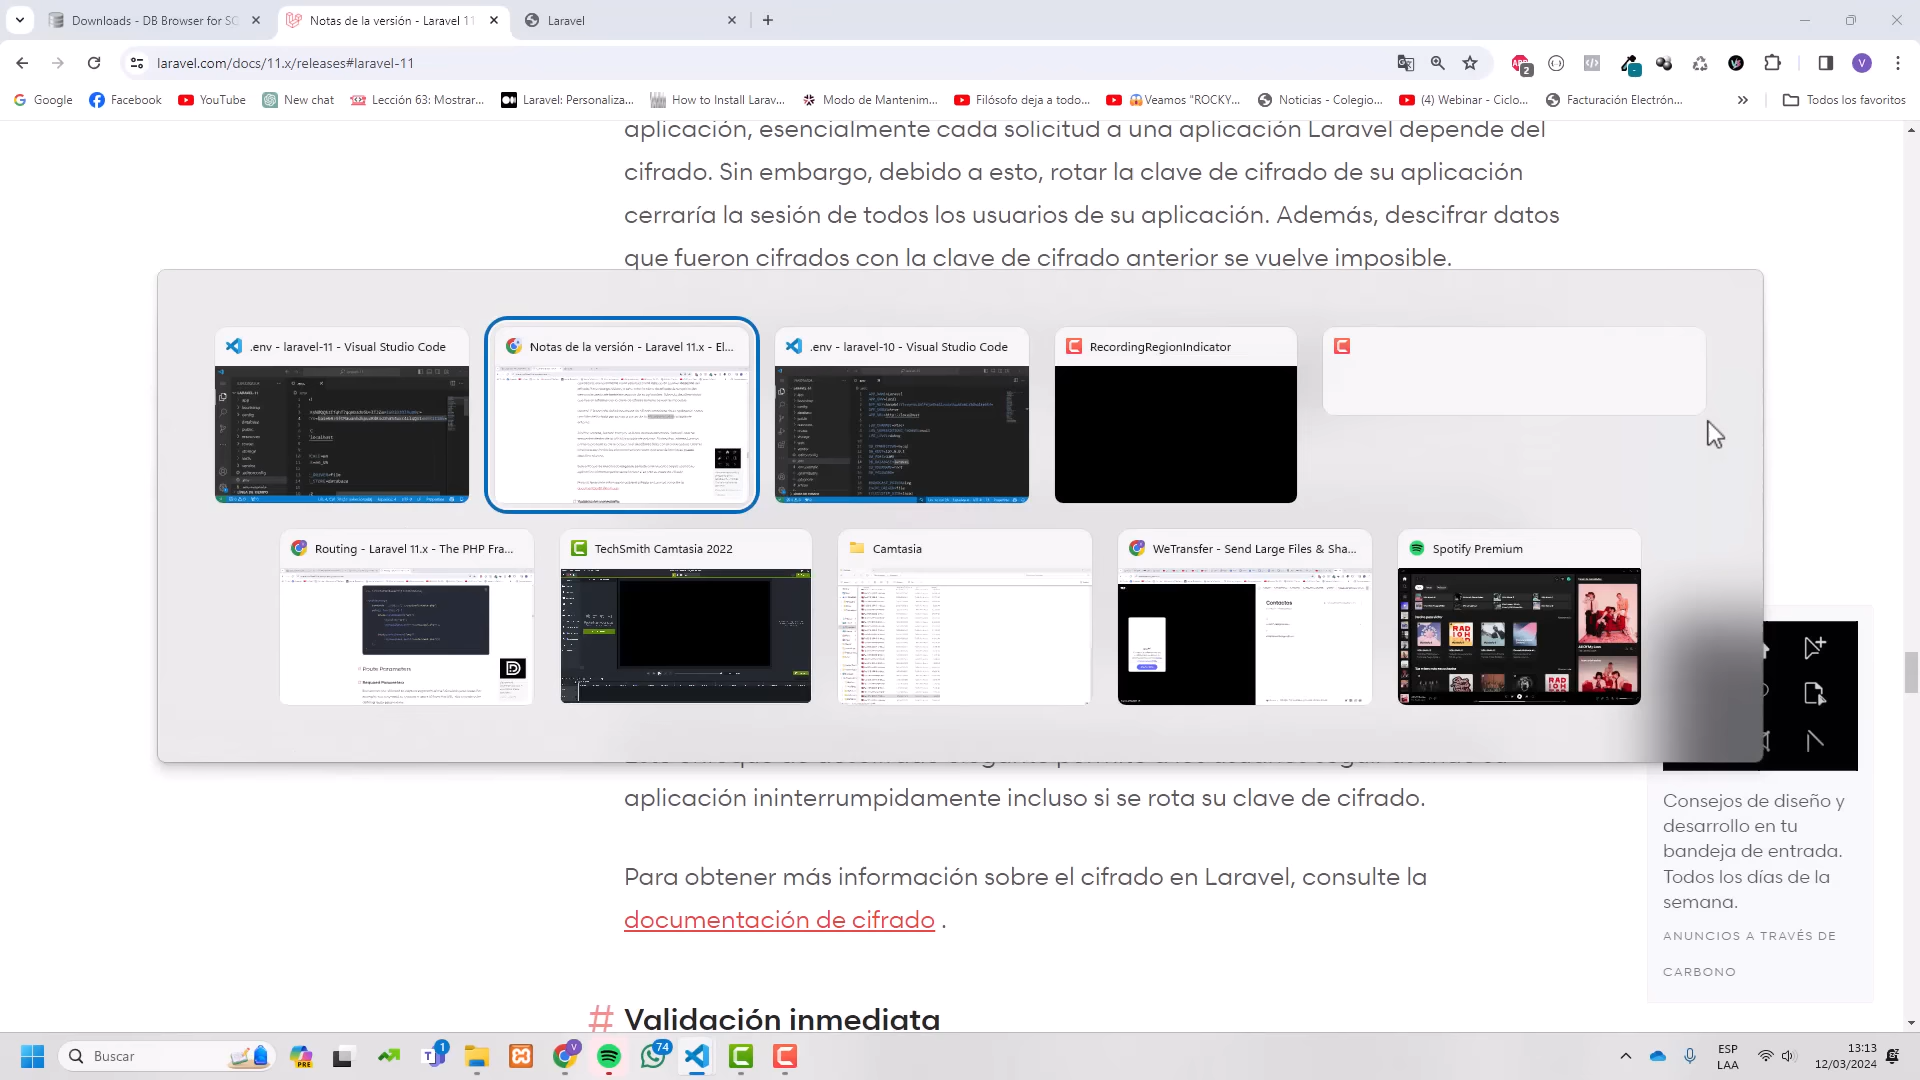 Downloads - DB Browser for SC
Notas de la versión - Laravel 11
Laravel
laravel.com/docs/11.x/releases#laravel-11
2
Google
Facebook
YouTube
New chat
Lección 63: Mostrar...
Laravel: Personaliza...
How to Install Larav...
Modo de Mantenim...
Filósofo deja a todo...
😱Veamos "ROCKY...
Noticias - Colegio...
(4) Webinar - Ciclo...
Facturación Electrón...
Todos los favoritos
aplicación, esencialmente cada solicitud a una aplicación Laravel depende del
cifrado. Sin embargo, debido a esto, rotar la clave de cifrado de su aplicación
cerraría la sesión de todos los usuarios de su aplicación. Además, descifrar datos
que fueron cifrados con la clave de cifrado anterior se vuelve imposible.
.env - laravel-11 - Visual Studio Code
Notas de la versión - Laravel 11.x - El...
.env - laravel-10 - Visual Studio Code
RecordingRegionIndicator
Routing - Laravel 11.x - The PHP Fra...
TechSmith Camtasia 2022
Camtasia
WeTransfer - Send Large Files & Sha...
Spotify Premium
Route Parameters
Contactos
aplicación ininterrumpidamente incluso si se rota su clave de cifrado.
Para obtener más información sobre el cifrado en Laravel, consulte la
documentación de cifrado .
# Validación inmediata
Consejos de diseño y
desarrollo en tu
bandeja de entrada.
Todos los días de la
semana.
ANUNCIOS A TRAVÉS DE
CARBONO
Buscar
PRE
1
V
74
ESP
LAA
13:13
12/03/2024